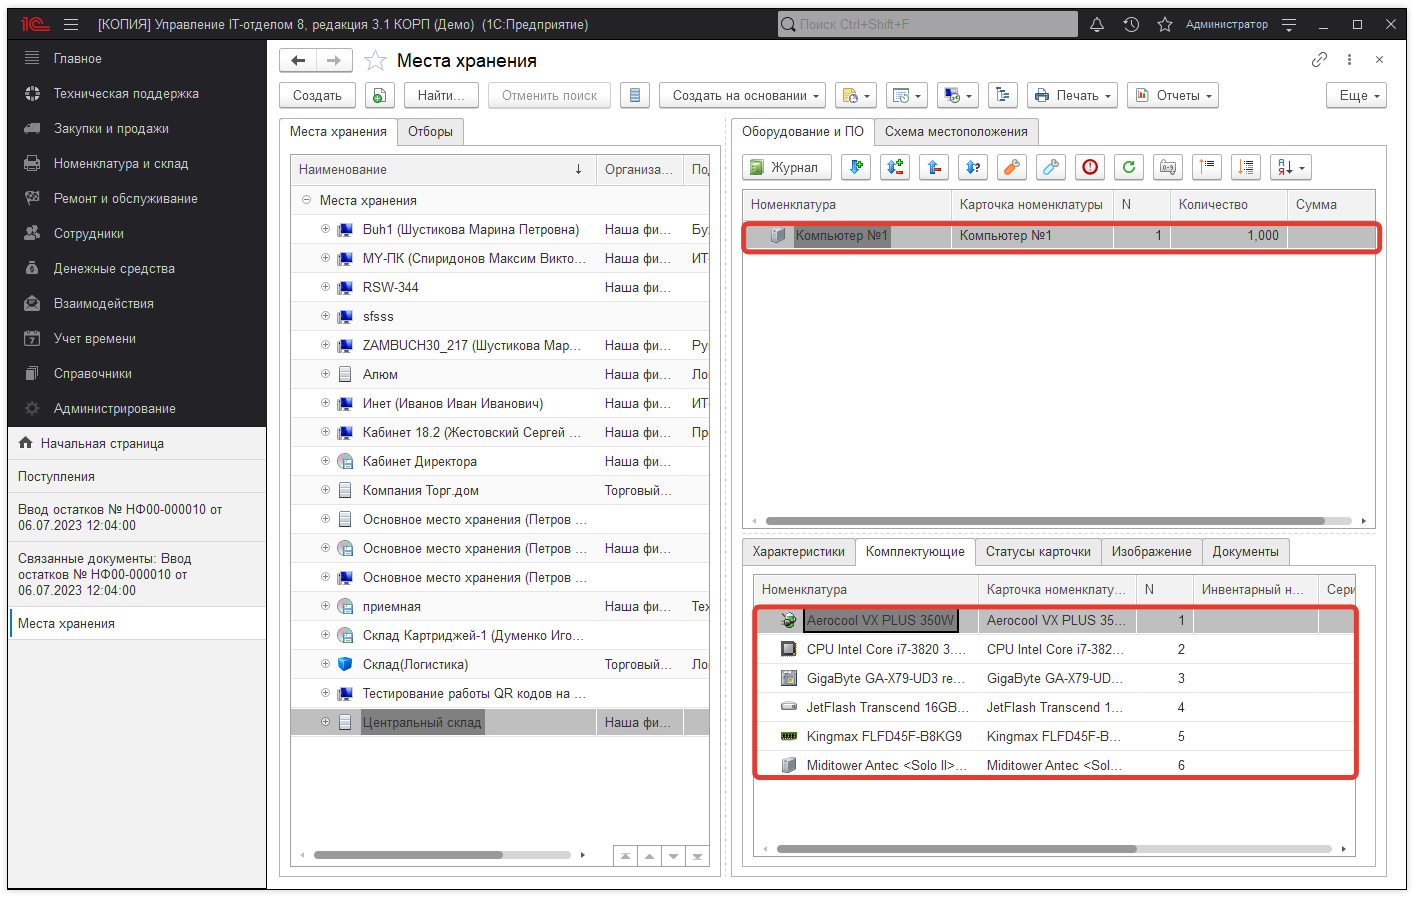 [КОПИЯ] Управление IT-отделом 8, редакция 3.1 КОРП (Демо) (1С:Предприятие)
Поиск Ctrl+Shift+F
Администратор
Главное
Техническая поддержка
Закупки и продажи
Номенклатура и склад
Ремонт и обслуживание
Сотрудники
Денежные средства
Взаимодействия
Учет времени
Справочники
Администрирование
Начальная страница
Поступления
Ввод остатков № НФ00-000010 от
06.07.2023 12:04:00
Связанные документы: Ввод
остатков № НФ00-000010 от
06.07.2023 12:04:00
Места хранения
Места хранения
Создать
Найти...
Отменить поиск
Создать на основании
Печать
Отчеты
Еще
Места хранения
Отборы
Наименование ↓ Организа... Под
Места хранения
Buh1 (Шустикова Марина Петровна) Наша фи... Бу
MY-ПК (Спиридонов Максим Викто... Наша фи... ИТ
RSW-344 Наша фи...
sfsss
ZAMBUCH30_217 (Шустикова Мар... Наша фи... Ру
Алюм Наша фи... Ло
Инет (Иванов Иван Иванович) Наша фи... ИТ
Кабинет 18.2 (Жестовский Сергей ... Наша фи... Пр
Кабинет Директора Наша фи...
Компания Торг.дом Торговый...
Основное место хранения (Петров ...
Основное место хранения (Петров ... Наша фи...
Основное место хранения (Петров ...
приемная Наша фи... Тех
Склад Картриджей-1 (Думенко Иго... Наша фи...
Склад(Логистика) Торговый... Ло
Тестирование работы QR кодов на ...
Центральный склад Наша фи...
Оборудование и ПО
Схема местоположения
Журнал
Номенклатура Карточка номенклатуры N Количество Сумма
Компьютер №1 Компьютер №1 1 1,000
Характеристики
Комплектующие
Статусы карточки
Изображение
Документы
Номенклатура Карточка номенклату... N Инвентарный н... Сери
Aerocool VX PLUS 350W Aerocool VX PLUS 35... 1
CPU Intel Core i7-3820 3.... CPU Intel Core i7-382... 2
GigaByte GA-X79-UD3 re... GigaByte GA-X79-UD... 3
JetFlash Transcend 16GB... JetFlash Transcend 1... 4
Kingmax FLFD45F-B8KG9 Kingmax FLFD45F-B... 5
Miditower Antec <Solo II>... Miditower Antec <Sol... 6